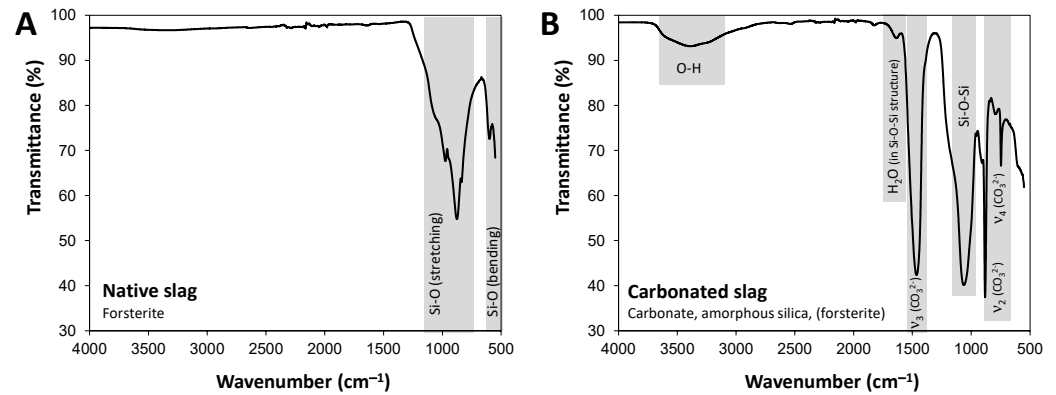 A
100
90
80
70
60
50
40
30
Transmittance (%)
Si-O (stretching)
Si-O (bending)
Native slag
Forsterite
4000 3500 3000 2500 2000 1500 1000 500
Wavenumber (cm⁻¹)
B
100
90
80
70
60
50
40
30
Transmittance (%)
O-H
H₂O (in Si-O-Si structure)
ν₃ (CO₃²⁻)
Si-O-Si
ν₂ (CO₃²⁻)
ν₄ (CO₃²⁻)
Carbonated slag
Carbonate, amorphous silica, (forsterite)
4000 3500 3000 2500 2000 1500 1000 500
Wavenumber (cm⁻¹)